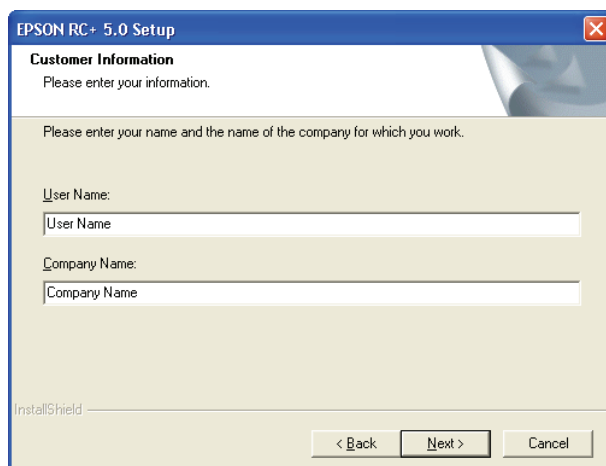 EPSON RC+ 5.0 Setup
Customer Information
Please enter your information.
Please enter your name and the name of the company for which you work.
User Name:
User Name
Company Name:
Company Name
InstallShield
< Back Next > Cancel